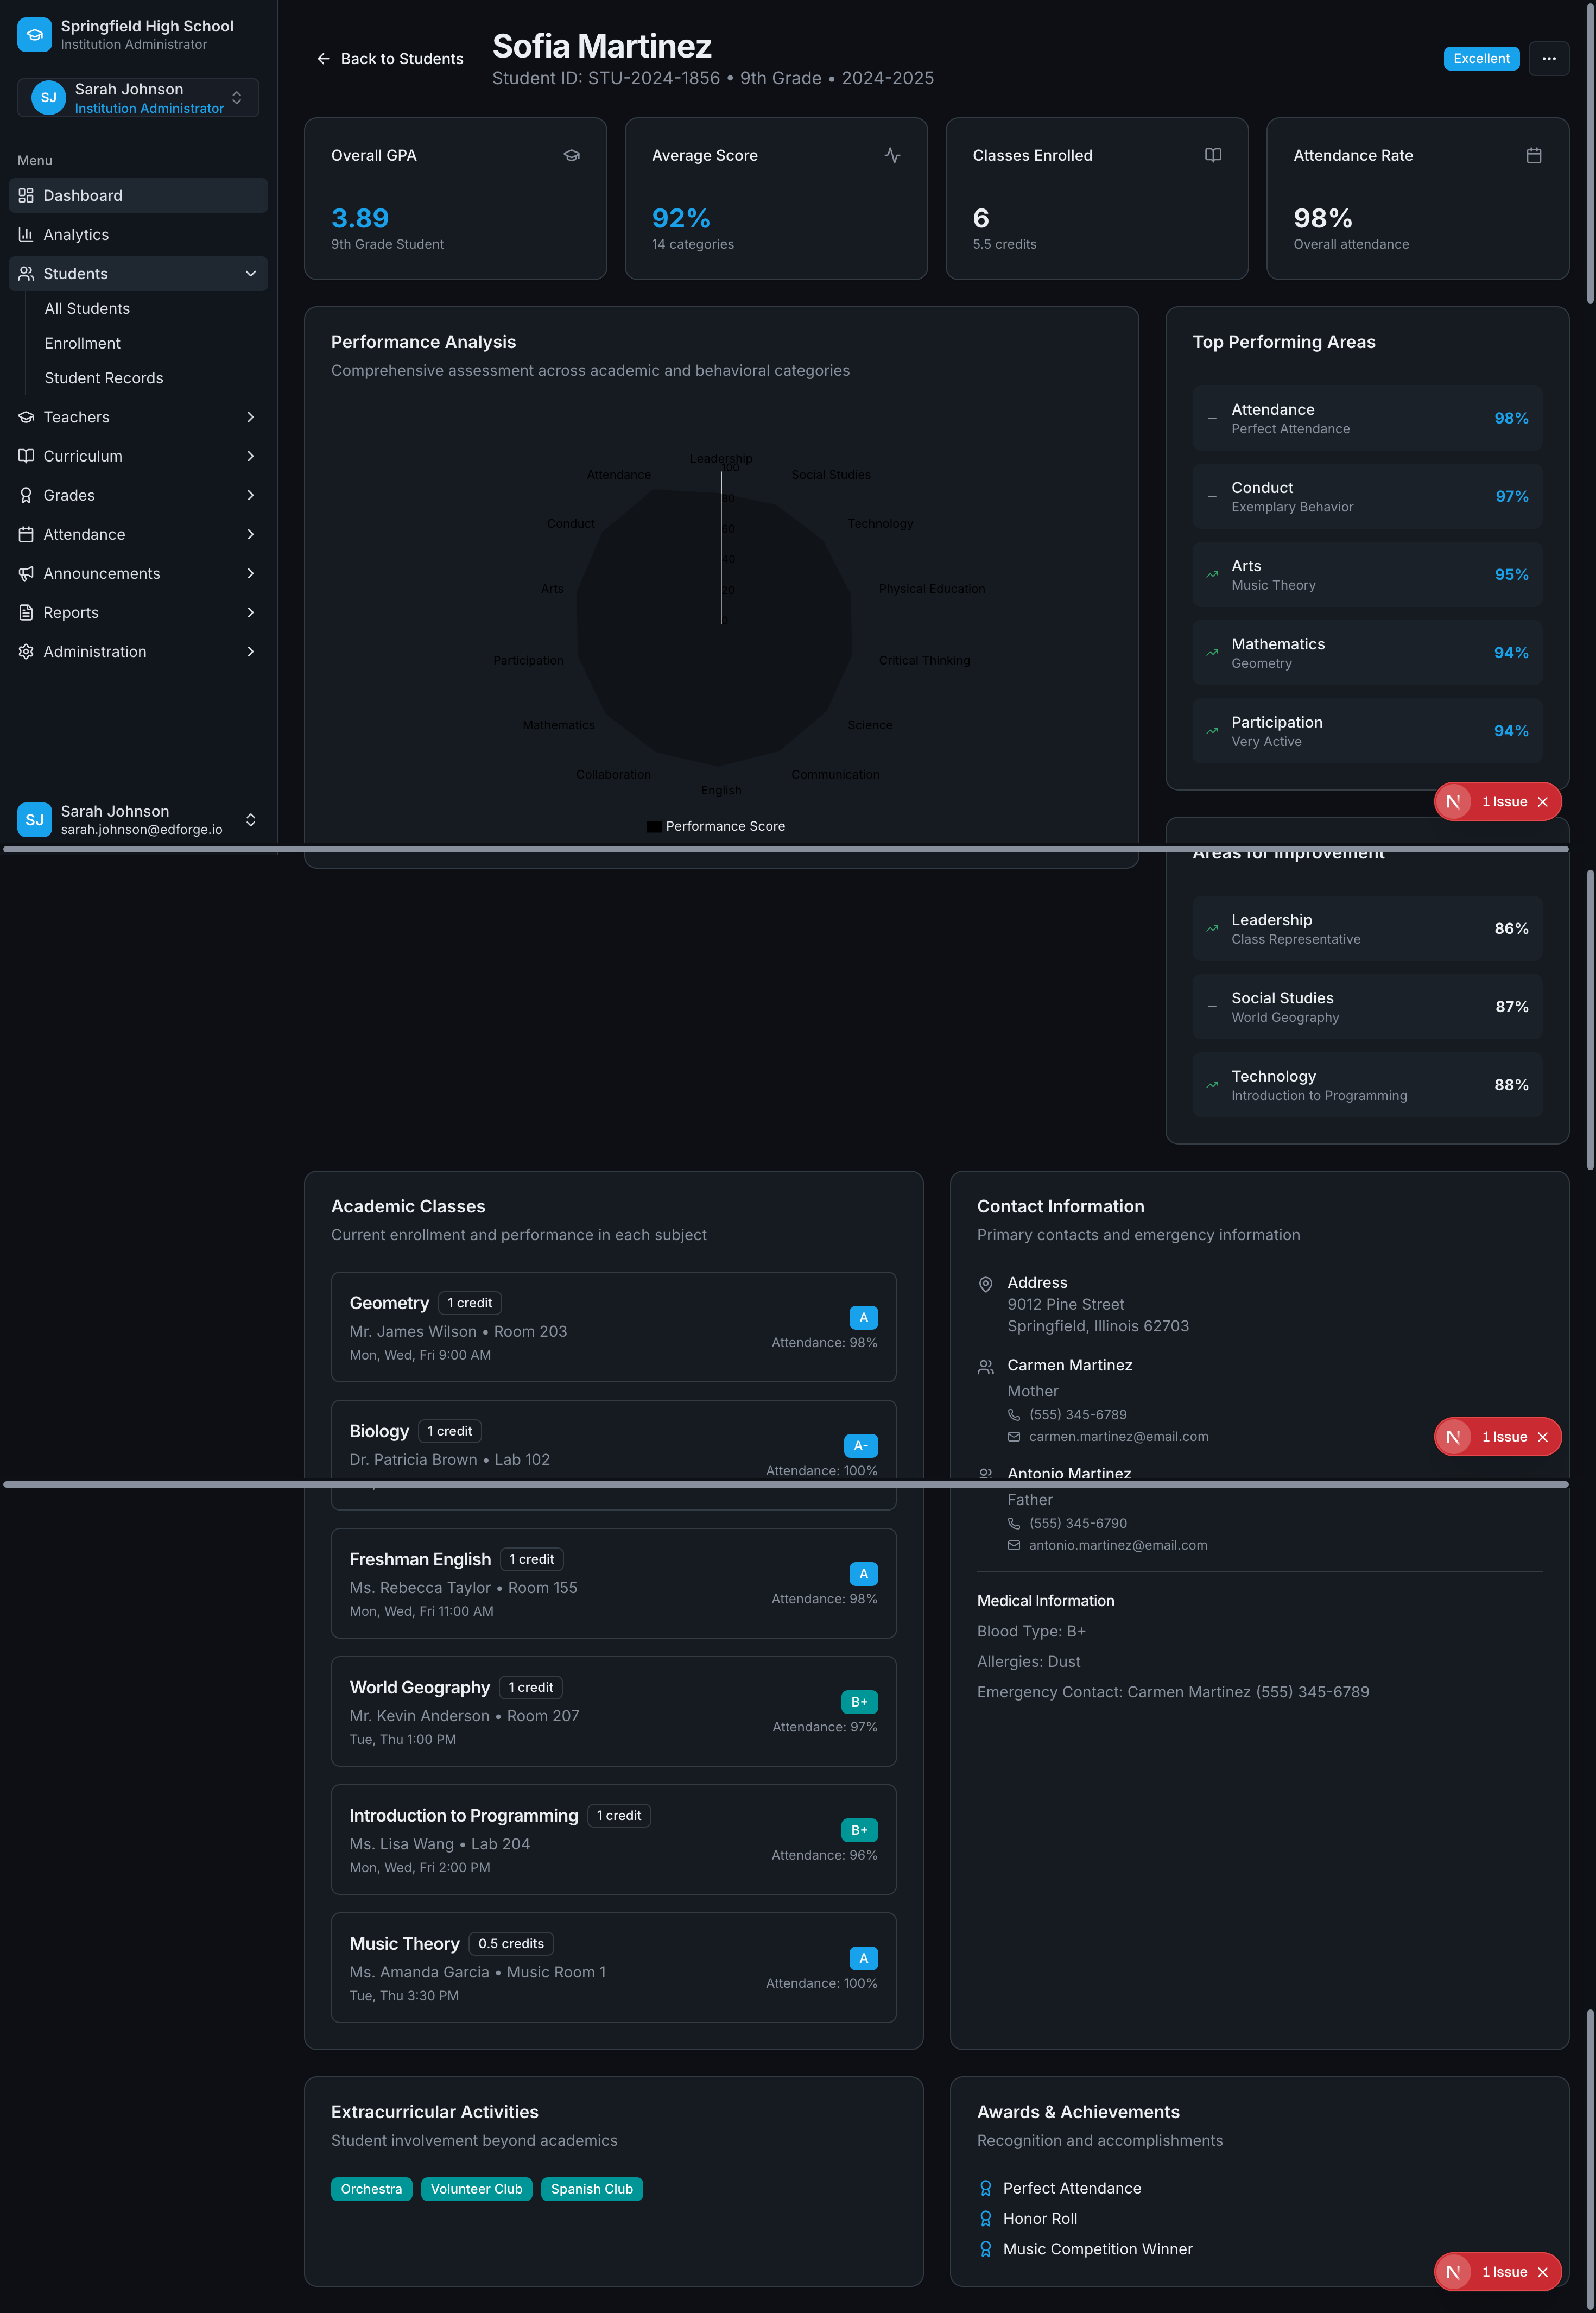 Springfield High School
Institution Administrator
SJ
Sarah Johnson
Institution Administrator
Menu
Dashboard
Analytics
Students
All Students
Enrollment
Student Records
Teachers
Curriculum
Grades
Attendance
Announcements
Reports
Administration
SJ
Sarah Johnson
sarah.johnson@edforge.io
Back to Students
Sofia Martinez
Student ID: STU-2024-1856 • 9th Grade • 2024-2025
Excellent
Overall GPA
3.89
9th Grade Student
Average Score
92%
14 categories
Classes Enrolled
6
5.5 credits
Attendance Rate
98%
Overall attendance
Performance Analysis
Comprehensive assessment across academic and behavioral categories
Leadership
100
Attendance
Social Studies
80
Conduct
Technology
60
40
Arts
Physical Education
20
Participation
Critical Thinking
Mathematics
Science
Collaboration
Communication
English
Performance Score
Top Performing Areas
Attendance
Perfect Attendance
98%
Conduct
Exemplary Behavior
97%
Arts
Music Theory
95%
Mathematics
Geometry
94%
Participation
Very Active
94%
N
1 Issue
Areas for Improvement
Leadership
Class Representative
86%
Social Studies
World Geography
87%
Technology
Introduction to Programming
88%
Academic Classes
Current enrollment and performance in each subject
Geometry
1 credit
Mr. James Wilson • Room 203
Mon, Wed, Fri 9:00 AM
A
Attendance: 98%
Biology
1 credit
Dr. Patricia Brown • Lab 102
A-
Attendance: 100%
Freshman English
1 credit
Ms. Rebecca Taylor • Room 155
Mon, Wed, Fri 11:00 AM
A
Attendance: 98%
World Geography
1 credit
Mr. Kevin Anderson • Room 207
Tue, Thu 1:00 PM
B+
Attendance: 97%
Introduction to Programming
1 credit
Ms. Lisa Wang • Lab 204
Mon, Wed, Fri 2:00 PM
B+
Attendance: 96%
Music Theory
0.5 credits
Ms. Amanda Garcia • Music Room 1
Tue, Thu 3:30 PM
A
Attendance: 100%
Contact Information
Primary contacts and emergency information
Address
9012 Pine Street
Springfield, Illinois 62703
Carmen Martinez
Mother
(555) 345-6789
carmen.martinez@email.com
N
1 Issue
Antonio Martinez
Father
(555) 345-6790
antonio.martinez@email.com
Medical Information
Blood Type: B+
Allergies: Dust
Emergency Contact: Carmen Martinez (555) 345-6789
Extracurricular Activities
Student involvement beyond academics
Orchestra
Volunteer Club
Spanish Club
Awards & Achievements
Recognition and accomplishments
Perfect Attendance
Honor Roll
Music Competition Winner
N
1 Issue